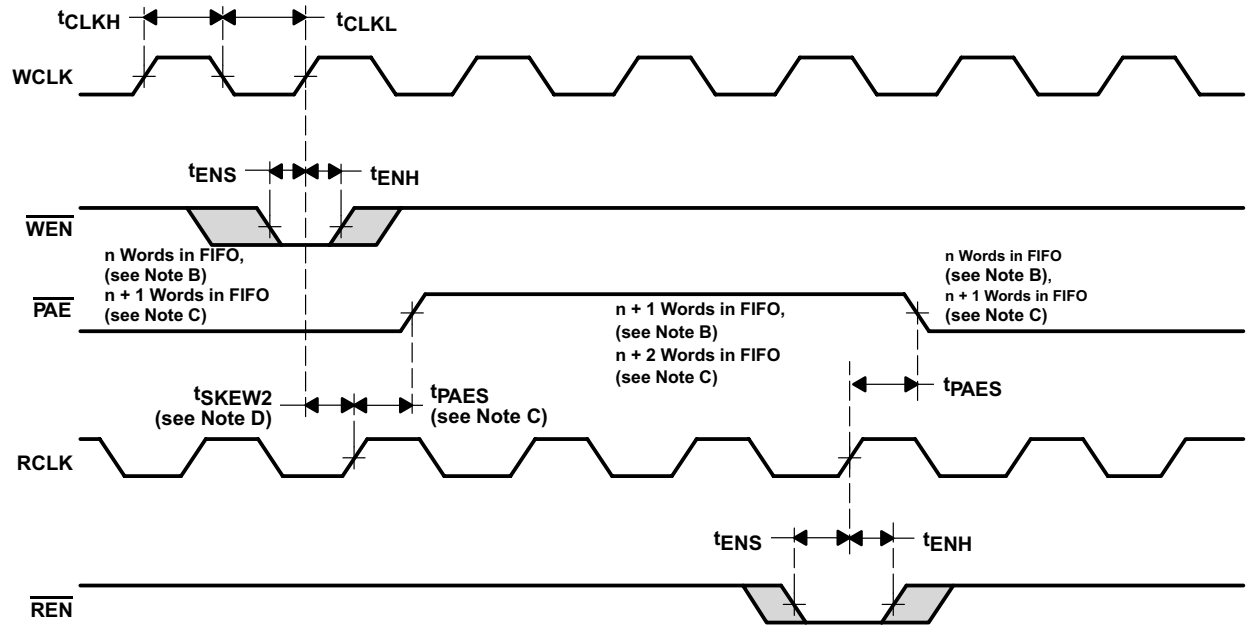 tCLKH
tCLKL
WCLK
tENS
tENH
WEN
n Words in FIFO,
(see Note B)
n + 1 Words in FIFO
(see Note C)
PAE
n + 1 Words in FIFO,
(see Note B)
n + 2 Words in FIFO
(see Note C)
n Words in FIFO
(see Note B),
n + 1 Words in FIFO
(see Note C)
tSKEW2
(see Note D)
tPAES
(see Note C)
tPAES
RCLK
tENS
tENH
REN